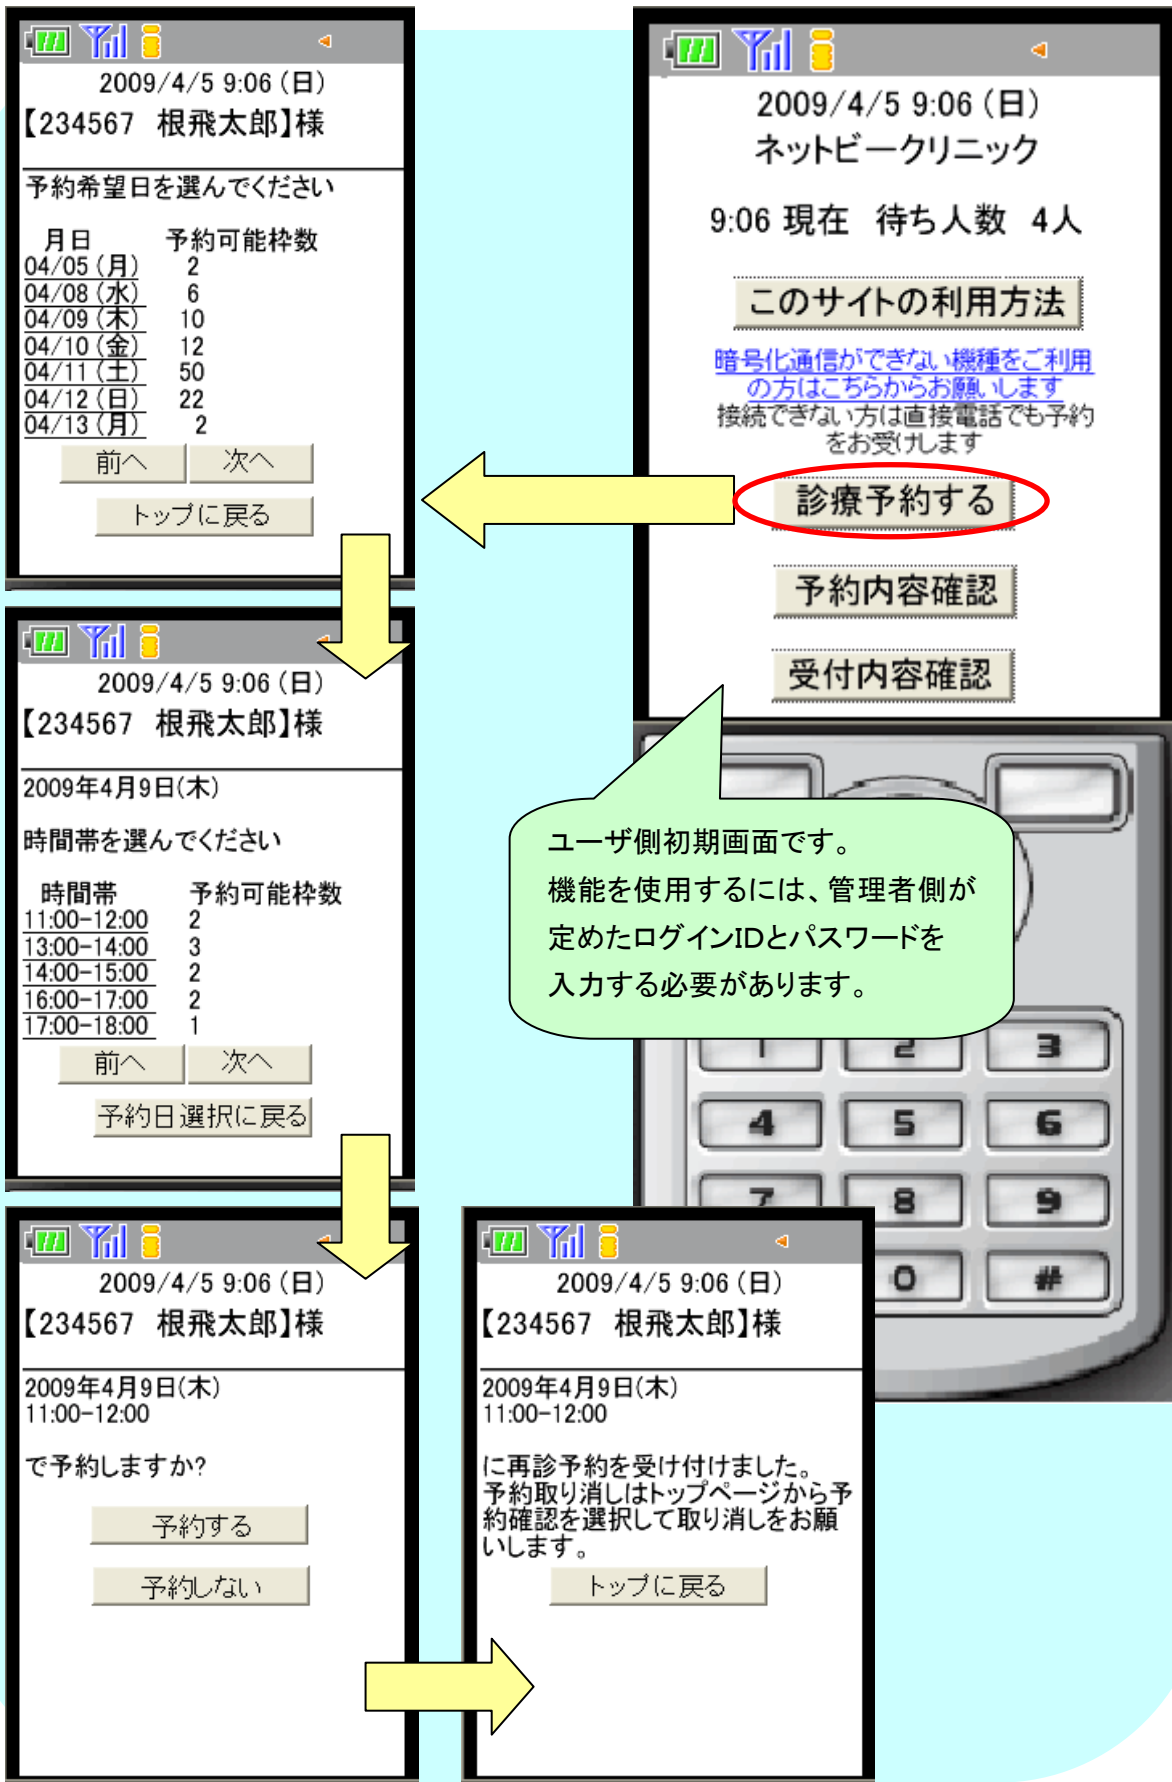 2009/4/5 9:06 (日)
ネットビークリニック
9:06 現在　待ち人数　4人
このサイトの利用方法
暗号化通信ができない機種をご利用
の方はこちらからお願いします
接続できない方は直接電話でも予約
をお受けします
診療予約する
予約内容確認
受付内容確認
ユーザ側初期画面です。
機能を使用するには、管理者側が
定めたログインIDとパスワードを
入力する必要があります。
1 2 3
4 5 6
7 8 9
0 #
2009/4/5 9:06 (日)
【234567　根飛太郎】様
予約希望日を選んでください
月日　予約可能枠数
04/05 (月)　2
04/08 (水)　6
04/09 (木)　10
04/10 (金)　12
04/11 (土)　50
04/12 (日)　22
04/13 (月)　2
前へ　次へ
トップに戻る
2009/4/5 9:06 (日)
【234567　根飛太郎】様
2009年4月9日(木)
時間帯を選んでください
時間帯　予約可能枠数
11:00-12:00　2
13:00-14:00　3
14:00-15:00　2
16:00-17:00　2
17:00-18:00　1
前へ　次へ
予約日選択に戻る
2009/4/5 9:06 (日)
【234567　根飛太郎】様
2009年4月9日(木)
11:00-12:00
で予約しますか?
予約する
予約しない
2009/4/5 9:06 (日)
【234567　根飛太郎】様
2009年4月9日(木)
11:00-12:00
に再診予約を受け付けました。
予約取り消しはトップページから予
約確認を選択して取り消しをお願
いします。
トップに戻る